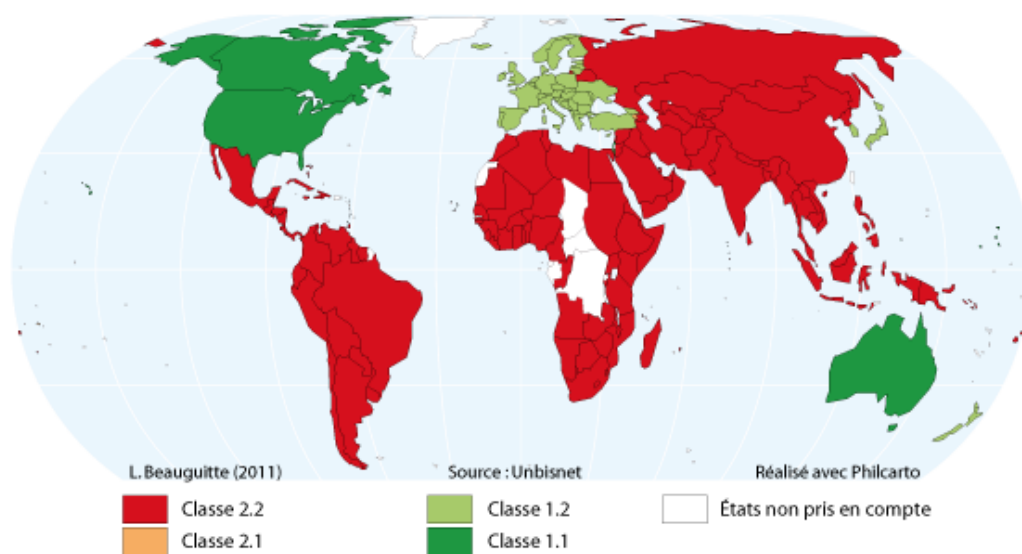 L. Beauguitte (2011) Source : Unbisnet Réalisé avec Philcarto
Classe 2.2 Classe 1.2 États non pris en compte
Classe 2.1 Classe 1.1